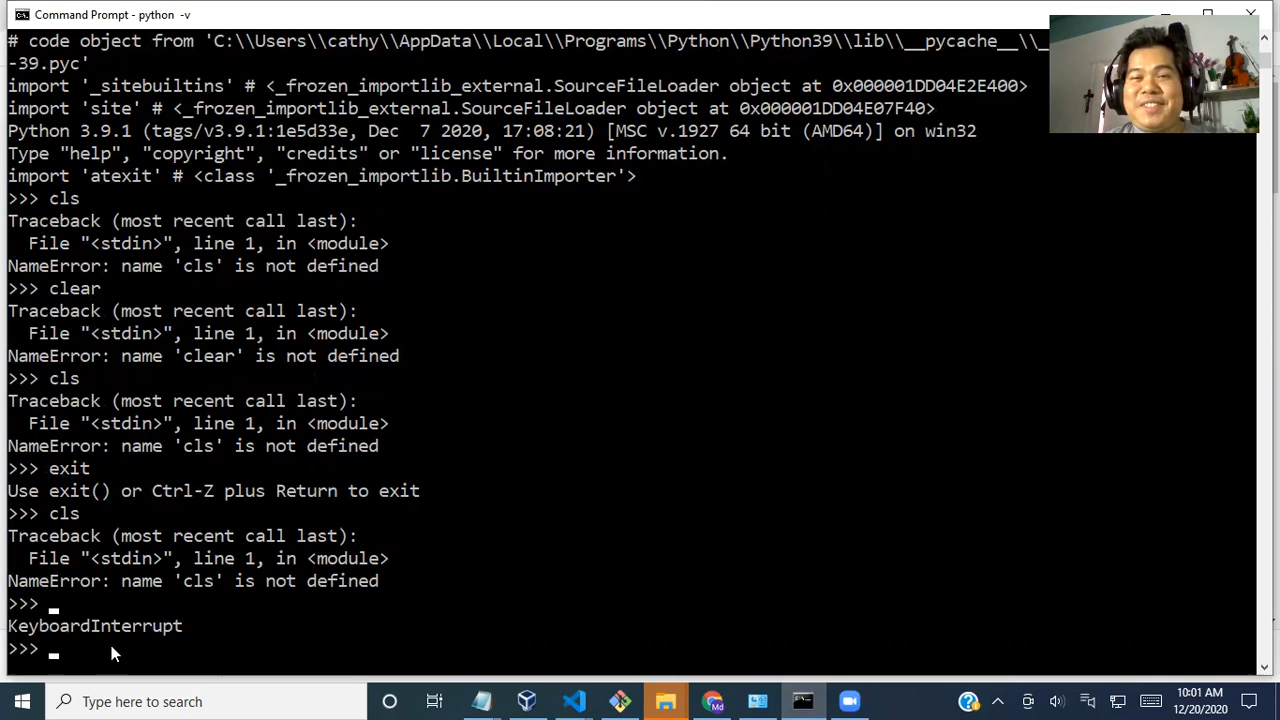 Command Prompt - python -v
# code object from 'C:\\Users\\cathy\\AppData\\Local\\Programs\\Python\\Python39\\lib\\__pycache__\\_
-39.pyc'
import '_sitebuiltins' # <_frozen_importlib_external.SourceFileLoader object at 0x000001DD04E2E400>
import 'site' # <_frozen_importlib_external.SourceFileLoader object at 0x000001DD04E07F40>
Python 3.9.1 (tags/v3.9.1:1e5d33e, Dec  7 2020, 17:08:21) [MSC v.1927 64 bit (AMD64)] on win32
Type "help", "copyright", "credits" or "license" for more information.
import 'atexit' # <class '_frozen_importlib.BuiltinImporter'>
>>> cls
Traceback (most recent call last):
  File "<stdin>", line 1, in <module>
NameError: name 'cls' is not defined
>>> clear
Traceback (most recent call last):
  File "<stdin>", line 1, in <module>
NameError: name 'clear' is not defined
>>> cls
Traceback (most recent call last):
  File "<stdin>", line 1, in <module>
NameError: name 'cls' is not defined
>>> exit
Use exit() or Ctrl-Z plus Return to exit
>>> cls
Traceback (most recent call last):
  File "<stdin>", line 1, in <module>
NameError: name 'cls' is not defined
>>>
KeyboardInterrupt
>>>
Type here to search
10:01 AM
12/20/2020